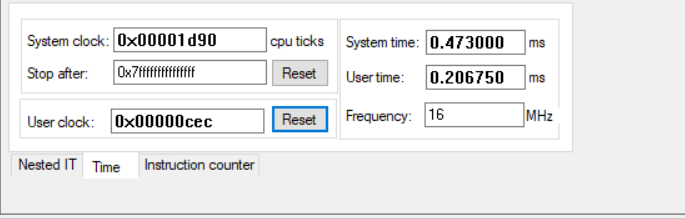 System clock: 0x00001d90 cpu ticks
Stop after: 0x7fffffffffffffff Reset
User clock: 0x00000cec Reset
System time: 0.473000 ms
User time: 0.206750 ms
Frequency: 16 MHz
Nested IT Time Instruction counter